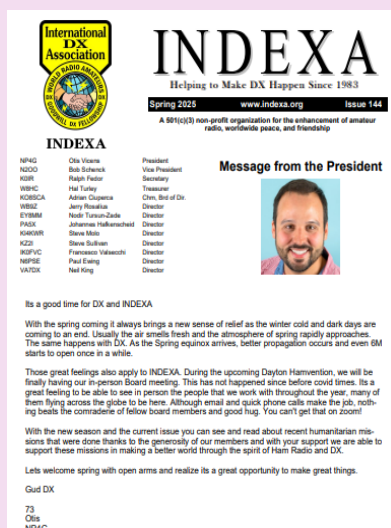 International
DX
Association
WORLD RADIO AMATEURS
DX
DX
GOODWILL DX FELLOWSHIP
INDEXA
INDEXA
Helping to Make DX Happen Since 1983
Spring 2025 www.indexa.org Issue 144
A 501(c)(3) non-profit organization for the enhancement of amateur
radio, worldwide peace, and friendship
NP4G Otis Vicens President
N2OO Bob Schenck Vice President
K0IR Ralph Fedor Secretary
W8HC Hal Turley Treasurer
KO8SCA Adrian Ciuperca Chm, Brd of Dir.
WB9Z Jerry Rosalius Director
EY8MM Nodir Tursun-Zade Director
PA5X Johannes Hafkenscheid Director
KI4KWR Steve Molo Director
KZ2I Steve Sullivan Director
IK0FVC Francesco Valsecchi Director
N6PSE Paul Ewing Director
VA7DX Neil King Director
Message from the President
Its a good time for DX and INDEXA
With the spring coming it always brings a new sense of relief as the winter cold and dark days are
coming to an end. Usually the air smells fresh and the atmosphere of spring rapidly approaches.
The same happens with DX. As the Spring equinox arrives, better propagation occurs and even 6M
starts to open once in a while.
Those great feelings also apply to INDEXA. During the upcoming Dayton Hamvention, we will be
finally having our in-person Board meeting. This has not happened since before covid times. Its a
great feeling to be able to see in person the people that we work with throughout the year, many of
them flying across the globe to be here. Although email and quick phone calls make the job, noth-
ing beats the comraderie of fellow board members and good hug. You can't get that on zoom!
With the new season and the current issue you can see and read about recent humanitarian mis-
sions that were done thanks to the generosity of our members and with your support we are able to
support these missions in making a better world through the spirit of Ham Radio and DX.
Lets welcome spring with open arms and realize its a great opportunity to make great things.
Gud DX
73
Otis
NP4G